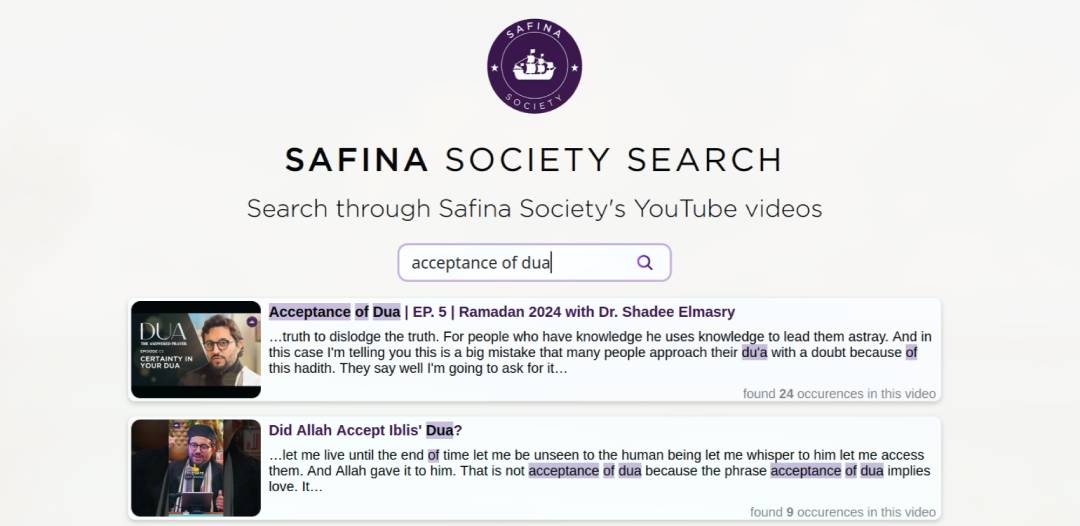 SAFINA
SOCIETY
SAFINA SOCIETY SEARCH
Search through Safina Society's YouTube videos
acceptance of dua
DUA
THE ANSWERED PRAYER
CERTAINTY IN
YOUR DUA
Acceptance of Dua | EP. 5 | Ramadan 2024 with Dr. Shadee Elmasry
…truth to dislodge the truth. For people who have knowledge he uses knowledge to lead them astray. And in
this case I'm telling you this is a big mistake that many people approach their du'a with a doubt because of
this hadith. They say well I'm going to ask for it…
found 24 occurences in this video
Did Allah Accept Iblis' Dua?
…let me live until the end of time let me be unseen to the human being let me whisper to him let me access
them. And Allah gave it to him. That is not acceptance of dua because the phrase acceptance of dua implies
love. It…
found 9 occurences in this video